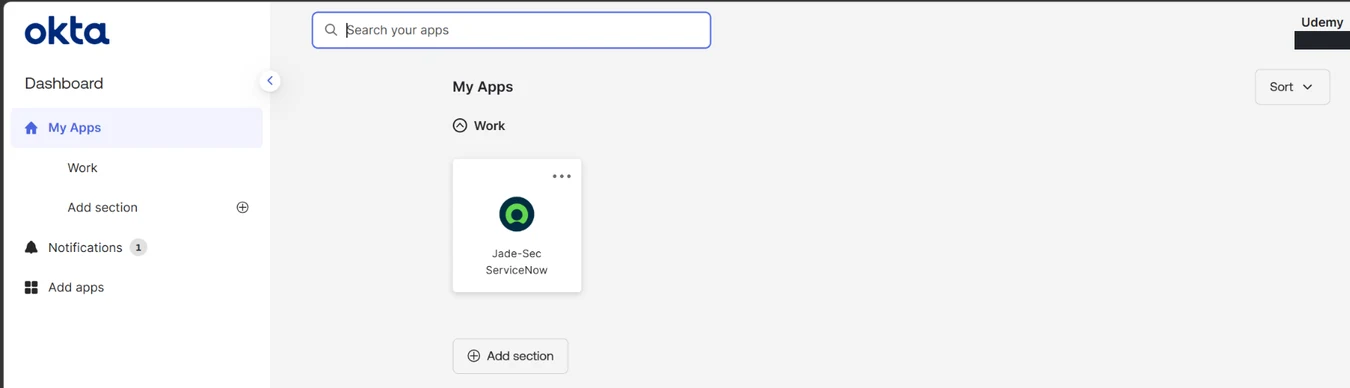 okta
Search your apps
Udemy
Dashboard
My Apps
Sort
My Apps
Work
Work
Add section
Jade-Sec
ServiceNow
Notifications 1
Add apps
Add section